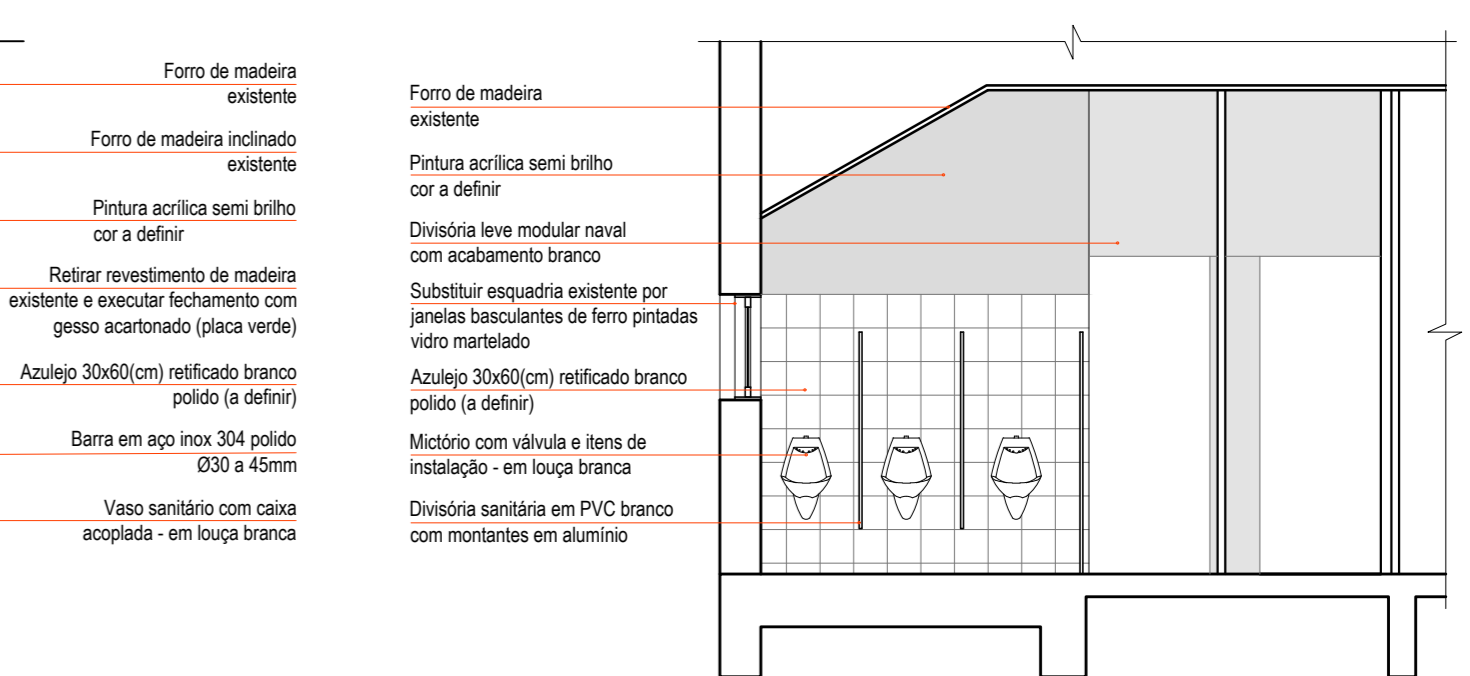 Forro de madeira
existente
Forro de madeira inclinado
existente
Pintura acrílica semi brilho
cor a definir
Retirar revestimento de madeira
existente e executar fechamento com
gesso acartonado (placa verde)
Azulejo 30x60(cm) retificado branco
polido (a definir)
Barra em aço inox 304 polido
Ø30 a 45mm
Vaso sanitário com caixa
acoplada - em louça branca
Forro de madeira
existente
Pintura acrílica semi brilho
cor a definir
Divisória leve modular naval
com acabamento branco
Substituir esquadria existente por
janelas basculantes de ferro pintadas
vidro martelado
Azulejo 30x60(cm) retificado branco
polido (a definir)
Mictório com válvula e itens de
instalação - em louça branca
Divisória sanitária em PVC branco
com montantes em alumínio